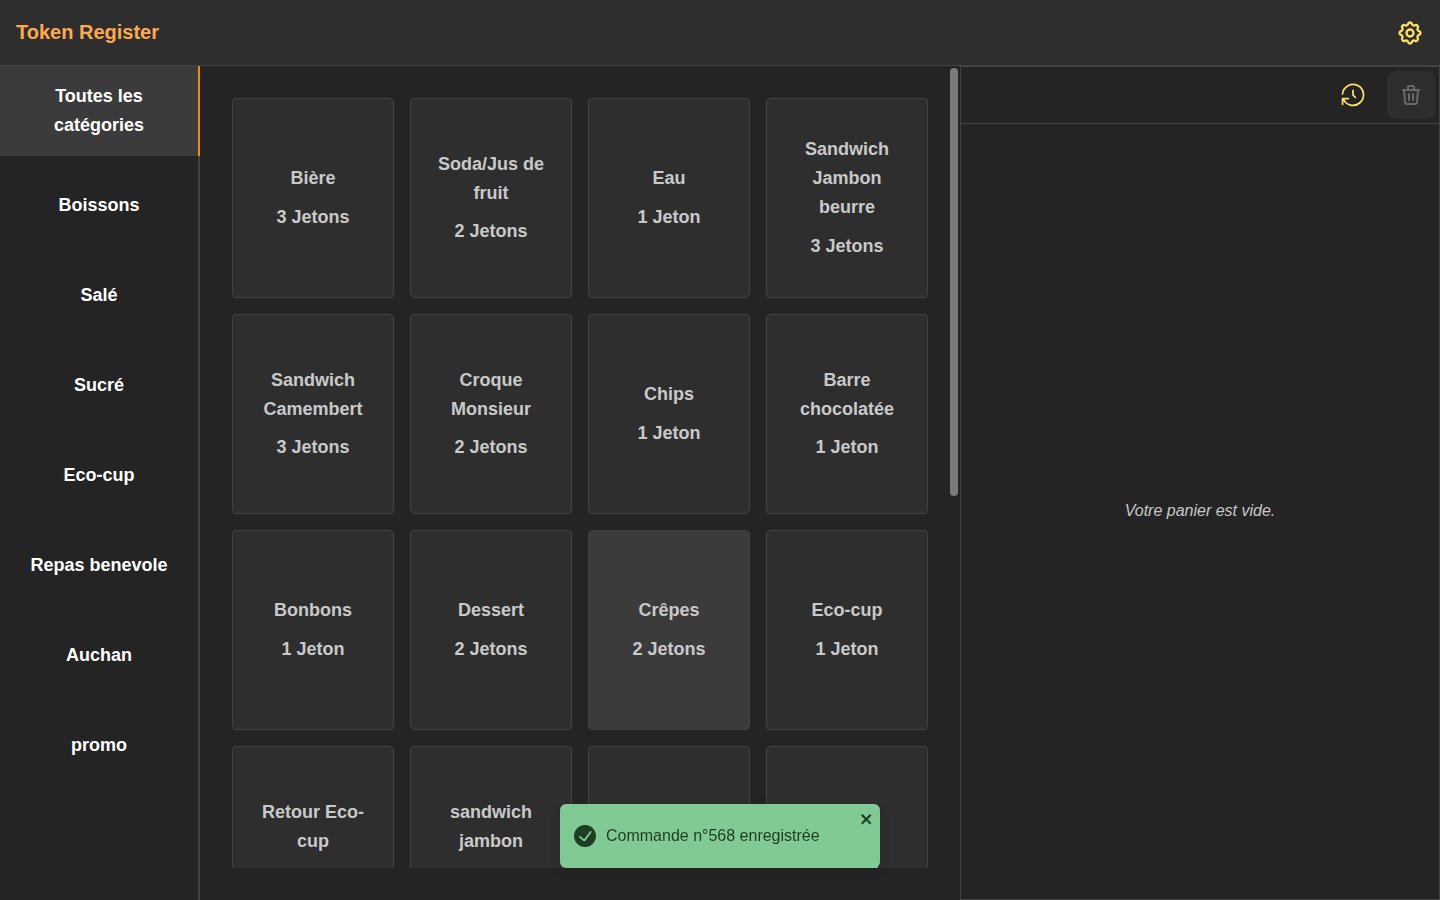 Token Register
Toutes les
catégories
Boissons
Salé
Sucré
Eco-cup
Repas benevole
Auchan
promo
Bière
3 Jetons
Soda/Jus de
fruit
2 Jetons
Eau
1 Jeton
Sandwich
Jambon
beurre
3 Jetons
Sandwich
Camembert
3 Jetons
Croque
Monsieur
2 Jetons
Chips
1 Jeton
Barre
chocolatée
1 Jeton
Bonbons
1 Jeton
Dessert
2 Jetons
Crêpes
2 Jetons
Eco-cup
1 Jeton
Retour Eco-
cup
sandwich
jambon
Commande n°568 enregistrée
Votre panier est vide.